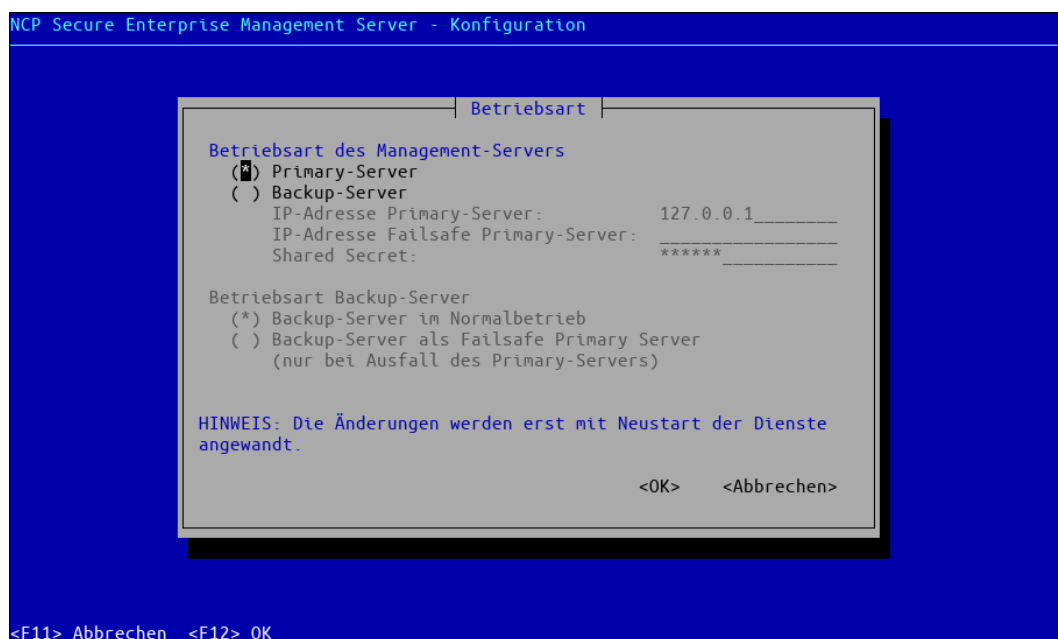 NCP Secure Enterprise Management Server - Konfiguration
Betriebsart
Betriebsart des Management-Servers
(*) Primary-Server
( ) Backup-Server
IP-Adresse Primary-Server: 127.0.0.1________
IP-Adresse Failsafe Primary-Server: _________________
Shared Secret: ******___________
Betriebsart Backup-Server
(*) Backup-Server im Normalbetrieb
( ) Backup-Server als Failsafe Primary Server
(nur bei Ausfall des Primary-Servers)
HINWEIS: Die Änderungen werden erst mit Neustart der Dienste
angewandt.
<OK> <Abbrechen>
<F11> Abbrechen <F12> OK